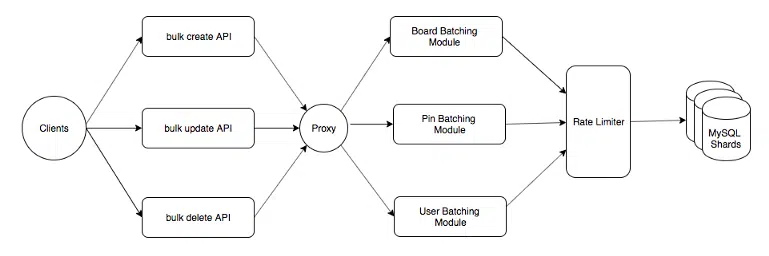 Clients
bulk create API
bulk update API
bulk delete API
Proxy
Board Batching
Module
Pin Batching
Module
User Batching
Module
Rate Limiter
MySQL
Shards